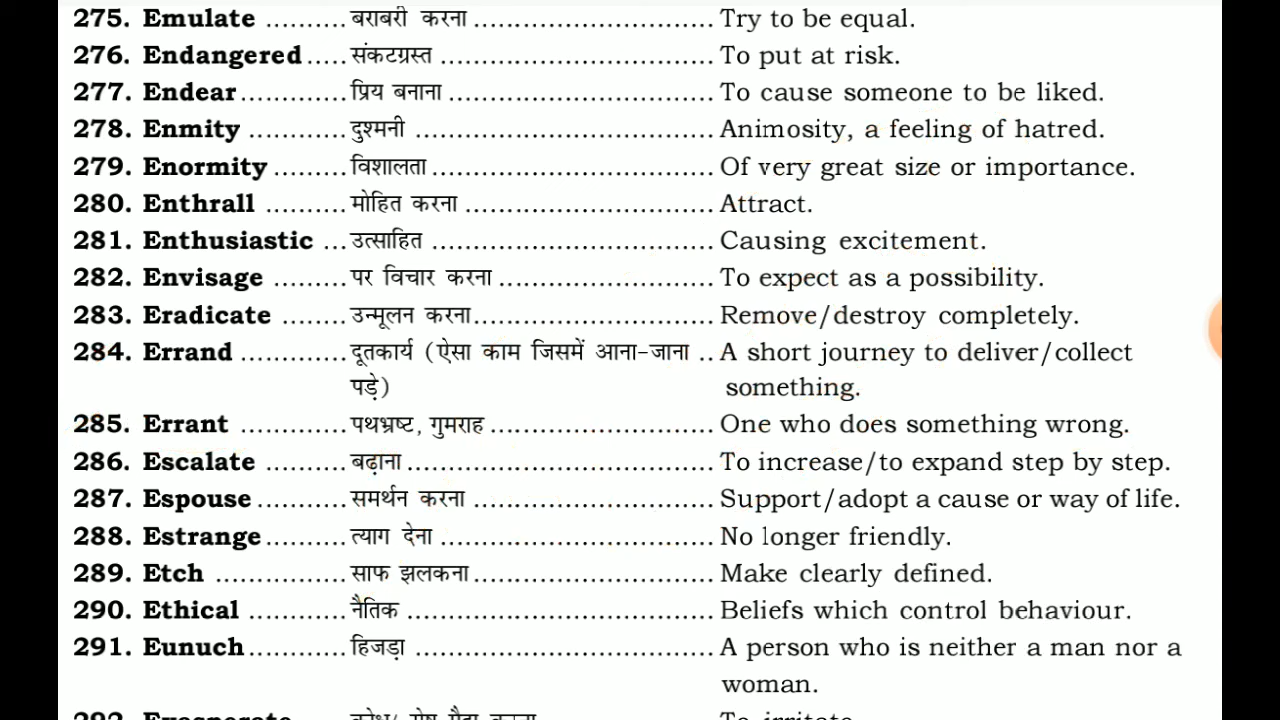 275. Emulate .......... बराबरी करना ............................. Try to be equal.
276. Endangered ..... संकटग्रस्त ................................. To put at risk.
277. Endear ............ प्रिय बनाना ................................ To cause someone to be liked.
278. Enmity ........... दुश्मनी .................................... Animosity, a feeling of hatred.
279. Enormity ......... विशालता ................................... Of very great size or importance.
280. Enthrall .......... मोहित करना .............................. Attract.
281. Enthusiastic ... उत्साहित .................................. Causing excitement.
282. Envisage ......... पर विचार करना .......................... To expect as a possibility.
283. Eradicate ........ उन्मूलन करना............................. Remove/destroy completely.
284. Errand ............ दूतकार्य (ऐसा काम जिसमें आना-जाना .. A short journey to deliver/collect
पड़े) something.
285. Errant ............ पथभ्रष्ट, गुमराह ........................... One who does something wrong.
286. Escalate .......... बढ़ाना ..................................... To increase/to expand step by step.
287. Espouse ........... समर्थन करना ............................. Support/adopt a cause or way of life.
288. Estrange .......... त्याग देना ................................. No longer friendly.
289. Etch ............... साफ झलकना ............................. Make clearly defined.
290. Ethical ........... नैतिक ..................................... Beliefs which control behaviour.
291. Eunuch ........... हिजड़ा .................................... A person who is neither a man nor a
woman.
292. Exasperate To irritate